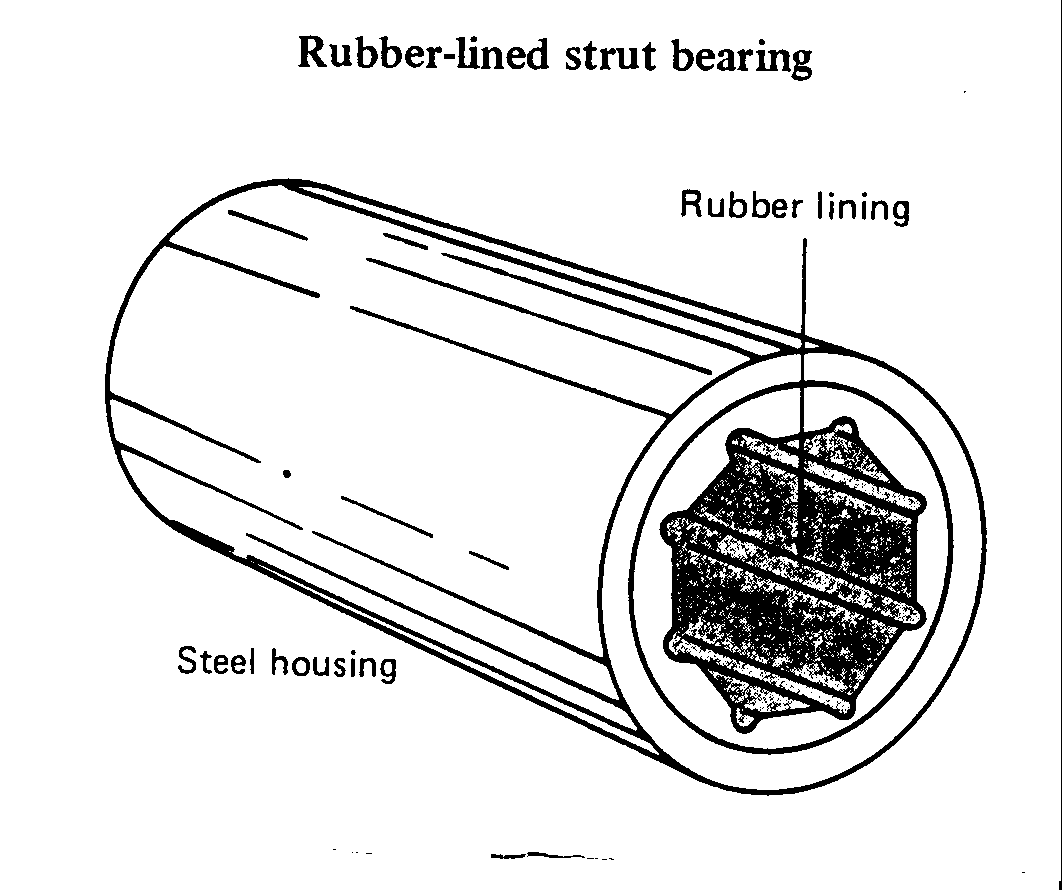 Rubber-lined strut bearing
Rubber lining
Steel housing